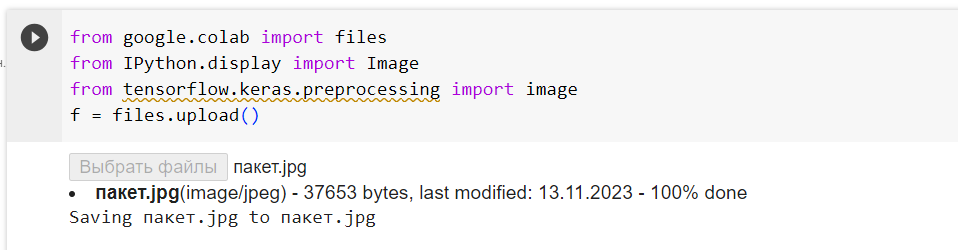 from google.colab import files
from IPython.display import Image
from tensorflow.keras.preprocessing import image
f = files.upload()
Выбрать файлы пакет.jpg
• пакет.jpg(image/jpeg) - 37653 bytes, last modified: 13.11.2023 - 100% done
Saving пакет.jpg to пакет.jpg